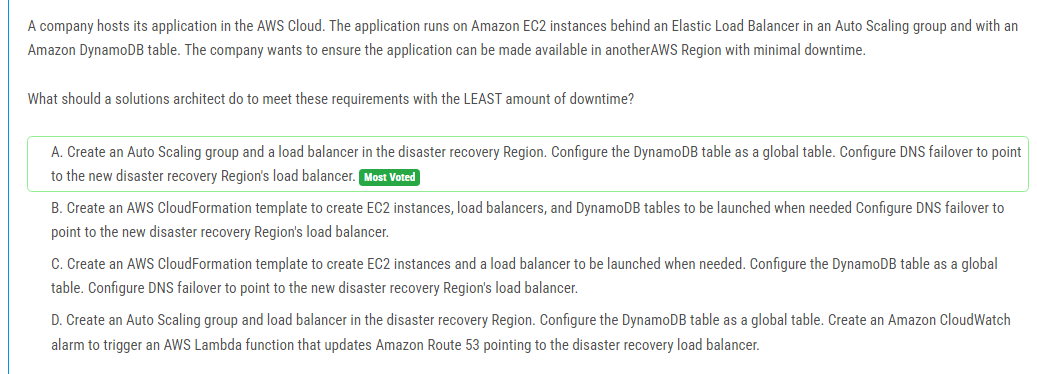 A company hosts its application in the AWS Cloud. The application runs on Amazon EC2 instances behind an Elastic Load Balancer in an Auto Scaling group and with an
Amazon DynamoDB table. The company wants to ensure the application can be made available in anotherAWS Region with minimal downtime.
What should a solutions architect do to meet these requirements with the LEAST amount of downtime?
A. Create an Auto Scaling group and a load balancer in the disaster recovery Region. Configure the DynamoDB table as a global table. Configure DNS failover to point
to the new disaster recovery Region's load balancer. Most Voted
B. Create an AWS CloudFormation template to create EC2 instances, load balancers, and DynamoDB tables to be launched when needed Configure DNS failover to
point to the new disaster recovery Region's load balancer.
C. Create an AWS CloudFormation template to create EC2 instances and a load balancer to be launched when needed. Configure the DynamoDB table as a global
table. Configure DNS failover to point to the new disaster recovery Region's load balancer.
D. Create an Auto Scaling group and load balancer in the disaster recovery Region. Configure the DynamoDB table as a global table. Create an Amazon CloudWatch
alarm to trigger an AWS Lambda function that updates Amazon Route 53 pointing to the disaster recovery load balancer.